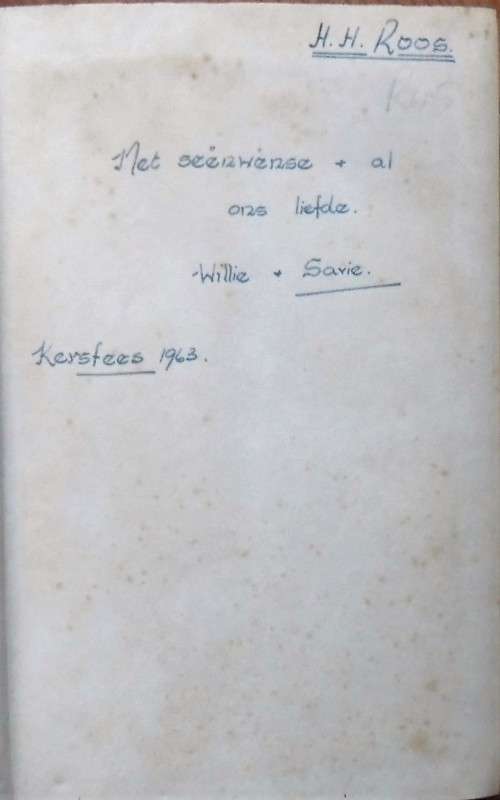 H. H. Roos.
Met seënwense + al
ons liefde.
Willie + Savie.
Kersfees 1963.